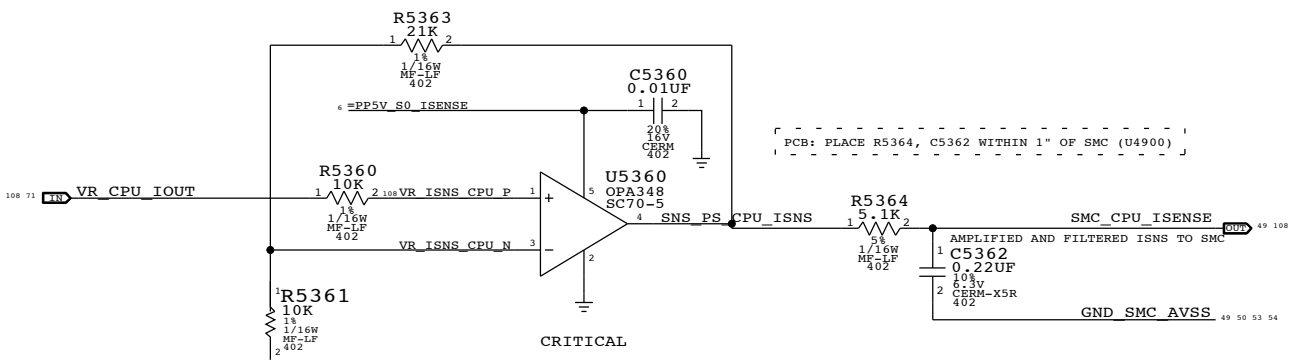 R5363
21K
1 2
1%
1/16W
MF-LF
402
C5360
0.01UF
1 2
20%
16V
CERM
402
6 =PP5V_S0_ISENSE
PCB: PLACE R5364, C5362 WITHIN 1" OF SMC (U4900)
108 71 IN VR_CPU_IOUT
R5360
10K
1 2
1%
1/16W
MF-LF
402
108 VR_ISNS_CPU_P
VR_ISNS_CPU_N
U5360
OPA348
SC70-5
1 +
3 -
5
4
2
SNS_PS_CPU_ISNS
CRITICAL
R5364
5.1K
1 2
5%
1/16W
MF-LF
402
SMC_CPU_ISENSE OUT 49 108
AMPLIFIED AND FILTERED ISNS TO SMC
1
C5362
0.22UF
10%
6.3V
CERM-X5R
402
2
GND_SMC_AVSS 49 50 53 54
1
R5361
10K
1%
1/16W
MF-LF
402
2